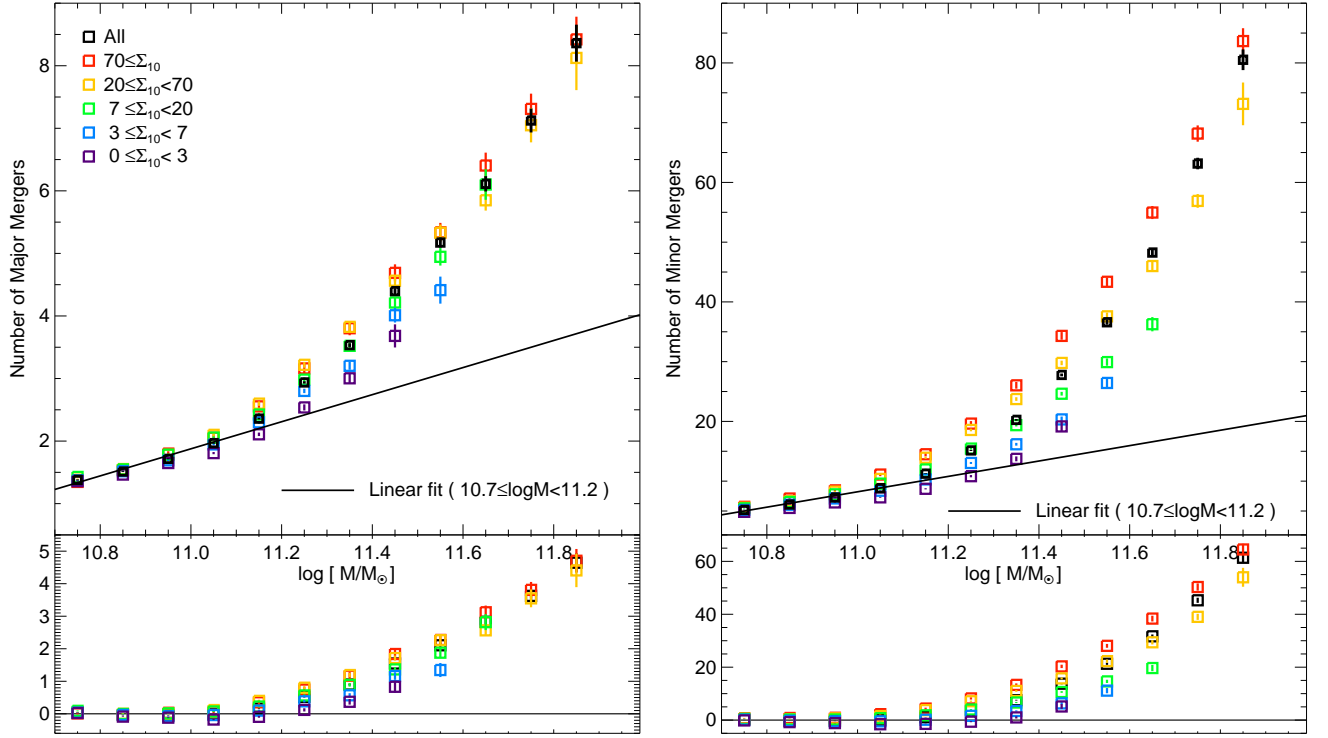 8
6
4
2
Number of Major Mergers
All
70≤Σ10
20≤Σ10<70
7 ≤Σ10<20
3 ≤Σ10< 7
0 ≤Σ10< 3
Linear fit ( 10.7≤logM<11.2 )
5
4
3
2
1
0
10.8 11.0 11.2 11.4 11.6 11.8
log [ M/M☉]
80
60
40
20
Number of Minor Mergers
Linear fit ( 10.7≤logM<11.2 )
60
40
20
0
10.8 11.0 11.2 11.4 11.6 11.8
log [ M/M☉]